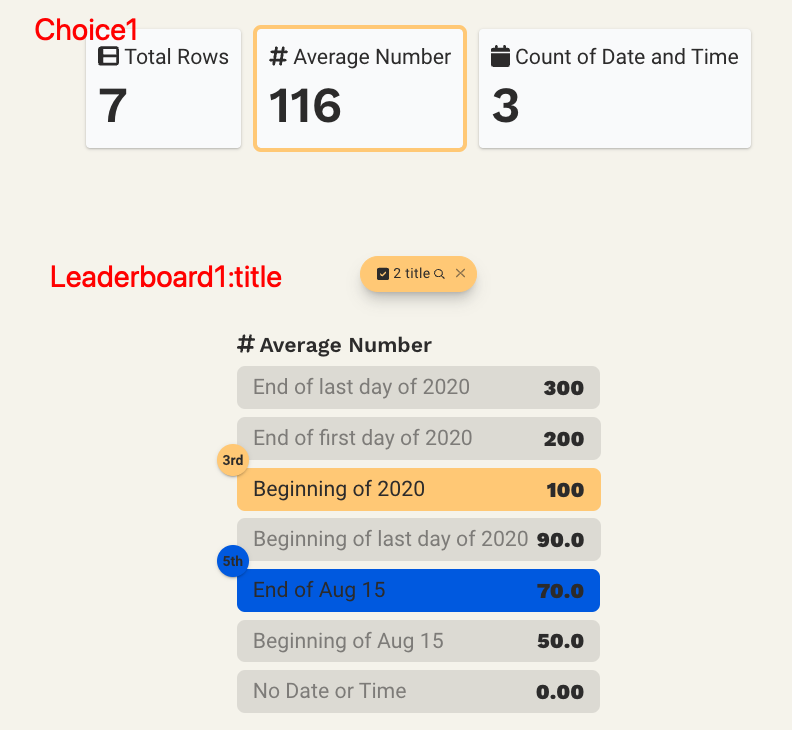 Choice1
Total Rows
7
# Average Number
116
Count of Date and Time
3
Leaderboard1:title
2 title
# Average Number
End of last day of 2020 300
End of first day of 2020 200
3rd
Beginning of 2020 100
Beginning of last day of 2020 90.0
5th
End of Aug 15 70.0
Beginning of Aug 15 50.0
No Date or Time 0.00